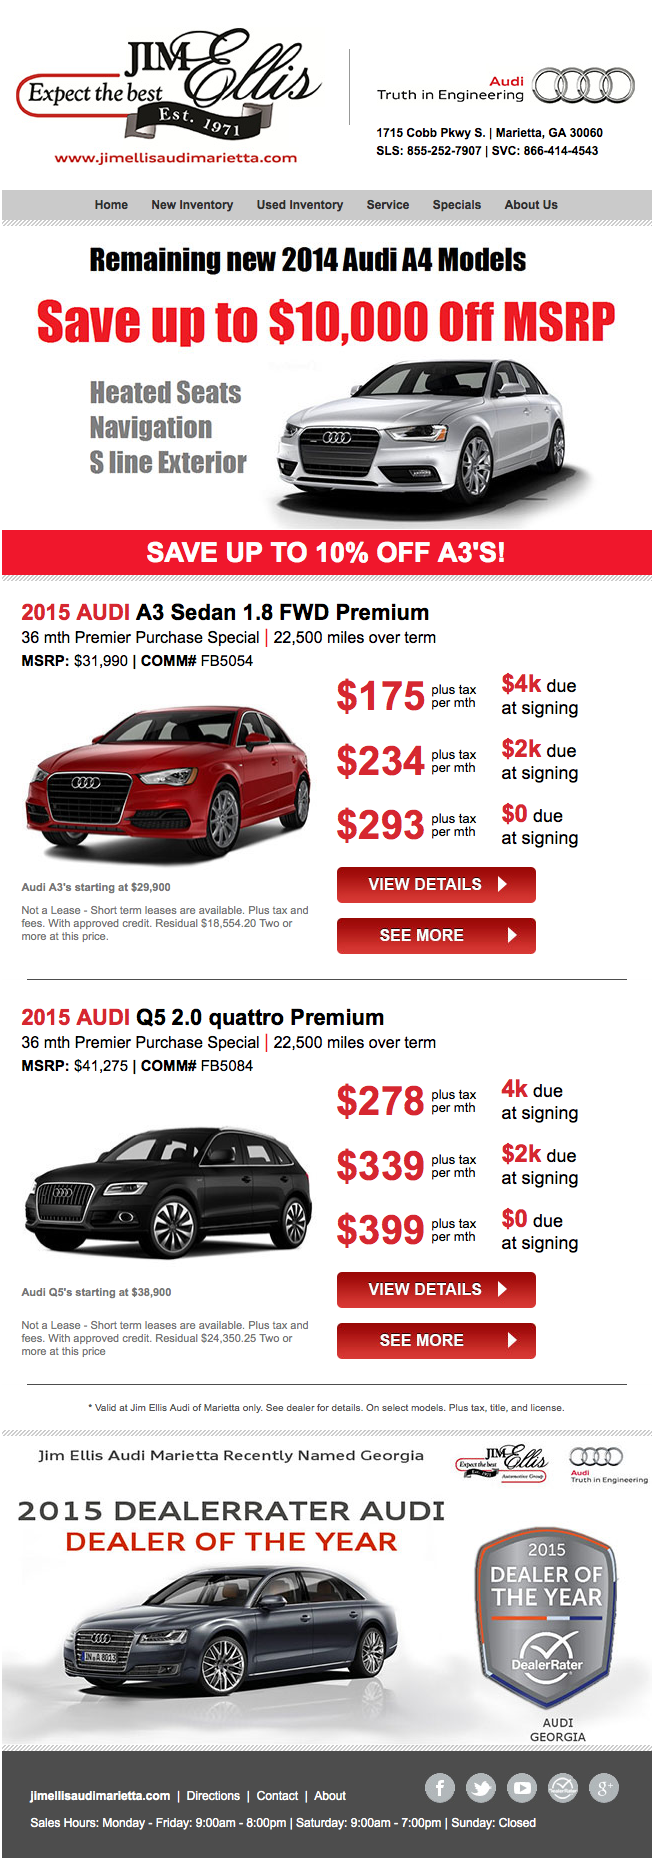 JIM Ellis
Expect the best
Est. 1971
www.jimellisaudimarietta.com
Audi
Truth in Engineering
1715 Cobb Pkwy S. | Marietta, GA 30060
SLS: 855-252-7907 | SVC: 866-414-4543
Home New Inventory Used Inventory Service Specials About Us
Remaining new 2014 Audi A4 Models
Save up to $10,000 Off MSRP
Heated Seats
Navigation
S line Exterior
SAVE UP TO 10% OFF A3'S!
2015 AUDI A3 Sedan 1.8 FWD Premium
36 mth Premier Purchase Special | 22,500 miles over term
MSRP: $31,990 | COMM# FB5054
$175 plus tax per mth $4k due at signing
$234 plus tax per mth $2k due at signing
$293 plus tax per mth $0 due at signing
Audi A3's starting at $29,900
Not a Lease - Short term leases are available. Plus tax and
fees. With approved credit. Residual $18,554.20 Two or
more at this price.
VIEW DETAILS
SEE MORE
2015 AUDI Q5 2.0 quattro Premium
36 mth Premier Purchase Special | 22,500 miles over term
MSRP: $41,275 | COMM# FB5084
$278 plus tax per mth 4k due at signing
$339 plus tax per mth $2k due at signing
$399 plus tax per mth $0 due at signing
Audi Q5's starting at $38,900
Not a Lease - Short term leases are available. Plus tax and
fees. With approved credit. Residual $24,350.25 Two or
more at this price
VIEW DETAILS
SEE MORE
* Valid at Jim Ellis Audi of Marietta only. See dealer for details. On select models. Plus tax, title, and license.
Jim Ellis Audi Marietta Recently Named Georgia
JIM Ellis
Expect the best
Est. 1971
Automotive Group
Audi
Truth in Engineering
2015 DEALERRATER AUDI
DEALER OF THE YEAR
IN A 8013
2015
DEALER OF
THE YEAR
DealerRater
AUDI
GEORGIA
jimellisaudimarietta.com | Directions | Contact | About
DealerRater
Sales Hours: Monday - Friday: 9:00am - 8:00pm | Saturday: 9:00am - 7:00pm | Sunday: Closed